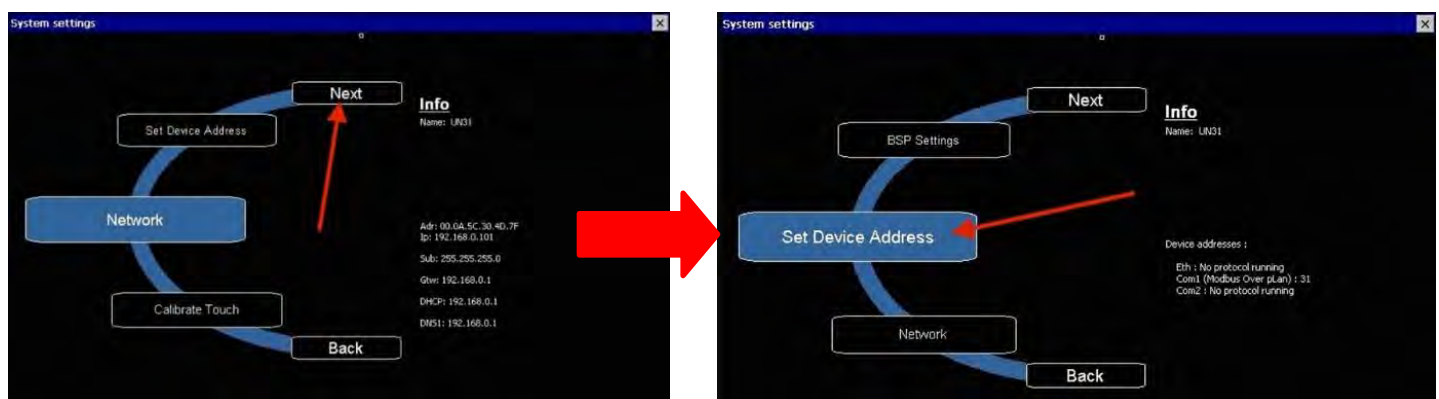 System settings
Next
Info
Name: UN31
Set Device Address
Network
Adr: 00.0A.5C.30.4D.7F
Ip: 192.168.0.101
Sub: 255.255.255.0
Gtw: 192.168.0.1
Calibrate Touch
DHCP: 192.168.0.1
DNS1: 192.168.0.1
Back
System settings
Next
Info
Name: UN31
BSP Settings
Set Device Address
Device addresses :
Eth : No protocol running
Com1 (Modbus Over pLan) : 31
Com2 : No protocol running
Network
Back